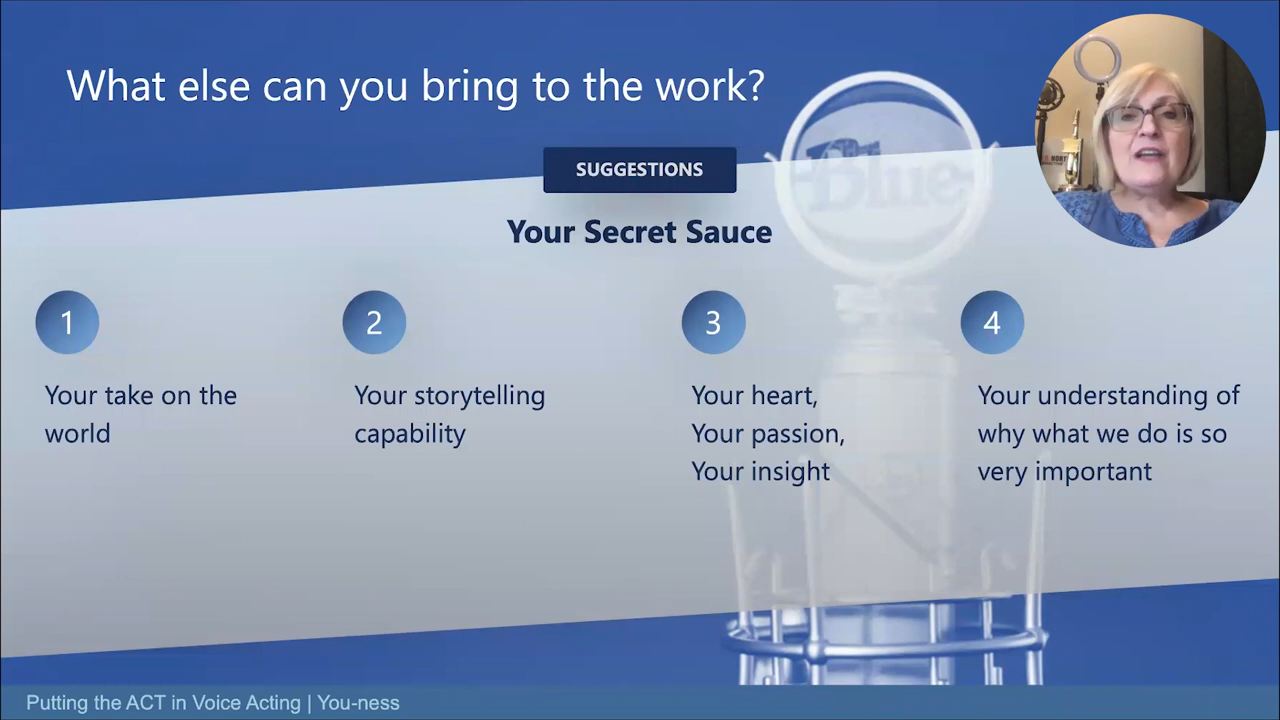 What else can you bring to the work?
Blue
SUGGESTIONS
Your Secret Sauce
1
2
3
4
Your take on the
world
Your storytelling
capability
Your heart,
Your passion,
Your insight
Your understanding of
why what we do is so
very important
Putting the ACT in Voice Acting | You-ness